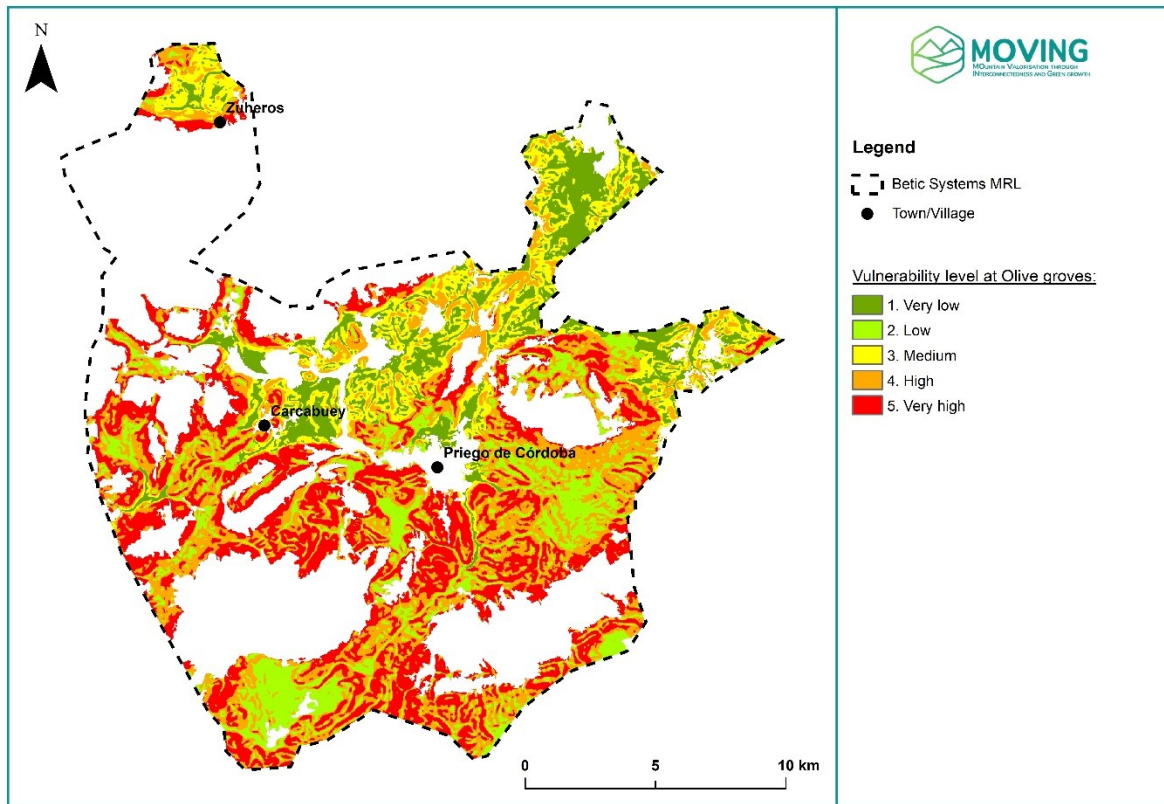 N
Zuheros
Carcabuey
Priego de Córdoba
0 5 10 km
MOVING
MOUNTAIN VALORISATION THROUGH
INTERCONNECTEDNESS AND GREEN GROWTH
Legend
Betic Systems MRL
Town/Village
Vulnerability level at Olive groves:
1. Very low
2. Low
3. Medium
4. High
5. Very high